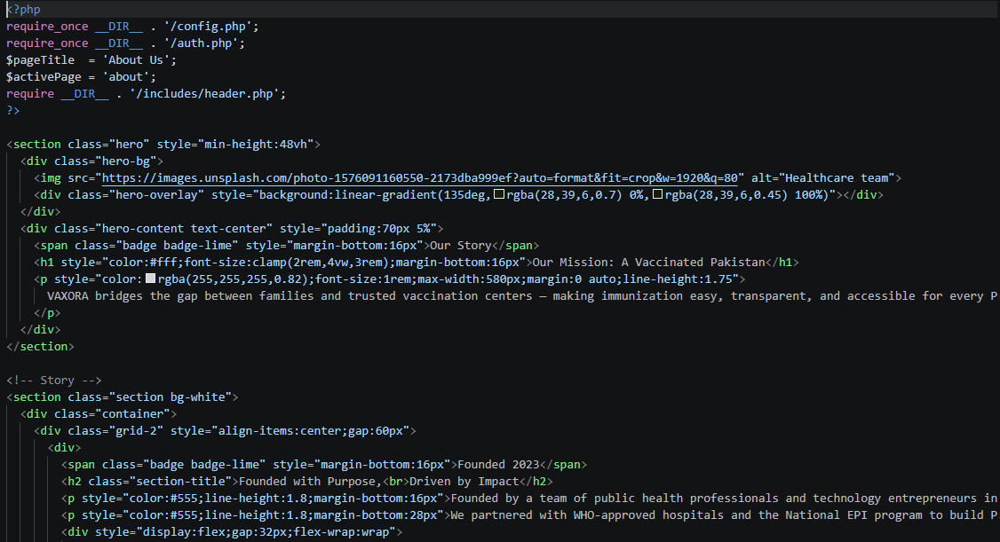 <?php
require_once __DIR__ . '/config.php';
require_once __DIR__ . '/auth.php';
$pageTitle  = 'About Us';
$activePage = 'about';
require __DIR__ . '/includes/header.php';
?>

<section class="hero" style="min-height:48vh">
  <div class="hero-bg">
    <img src="https://images.unsplash.com/photo-1576091160550-2173dba999ef?auto=format&fit=crop&w=1920&q=80" alt="Healthcare team">
    <div class="hero-overlay" style="background:linear-gradient(135deg,rgba(28,39,6,0.7) 0%,rgba(28,39,6,0.45) 100%)"></div>
  </div>
  <div class="hero-content text-center" style="padding:70px 5%">
    <span class="badge badge-lime" style="margin-bottom:16px">Our Story</span>
    <h1 style="color:#fff;font-size:clamp(2rem,4vw,3rem);margin-bottom:16px">Our Mission: A Vaccinated Pakistan</h1>
    <p style="color:rgba(255,255,255,0.82);font-size:1rem;max-width:580px;margin:0 auto;line-height:1.75">
      VAXORA bridges the gap between families and trusted vaccination centers — making immunization easy, transparent, and accessible for every P
    </p>
  </div>
</section>

<!-- Story -->
<section class="section bg-white">
  <div class="container">
    <div class="grid-2" style="align-items:center;gap:60px">
      <div>
        <span class="badge badge-lime" style="margin-bottom:16px">Founded 2023</span>
        <h2 class="section-title">Founded with Purpose,<br>Driven by Impact</h2>
        <p style="color:#555;line-height:1.8;margin-bottom:16px">Founded by a team of public health professionals and technology entrepreneurs in
        <p style="color:#555;line-height:1.8;margin-bottom:28px">We partnered with WHO-approved hospitals and the National EPI program to build P
        <div style="display:flex;gap:32px;flex-wrap:wrap">